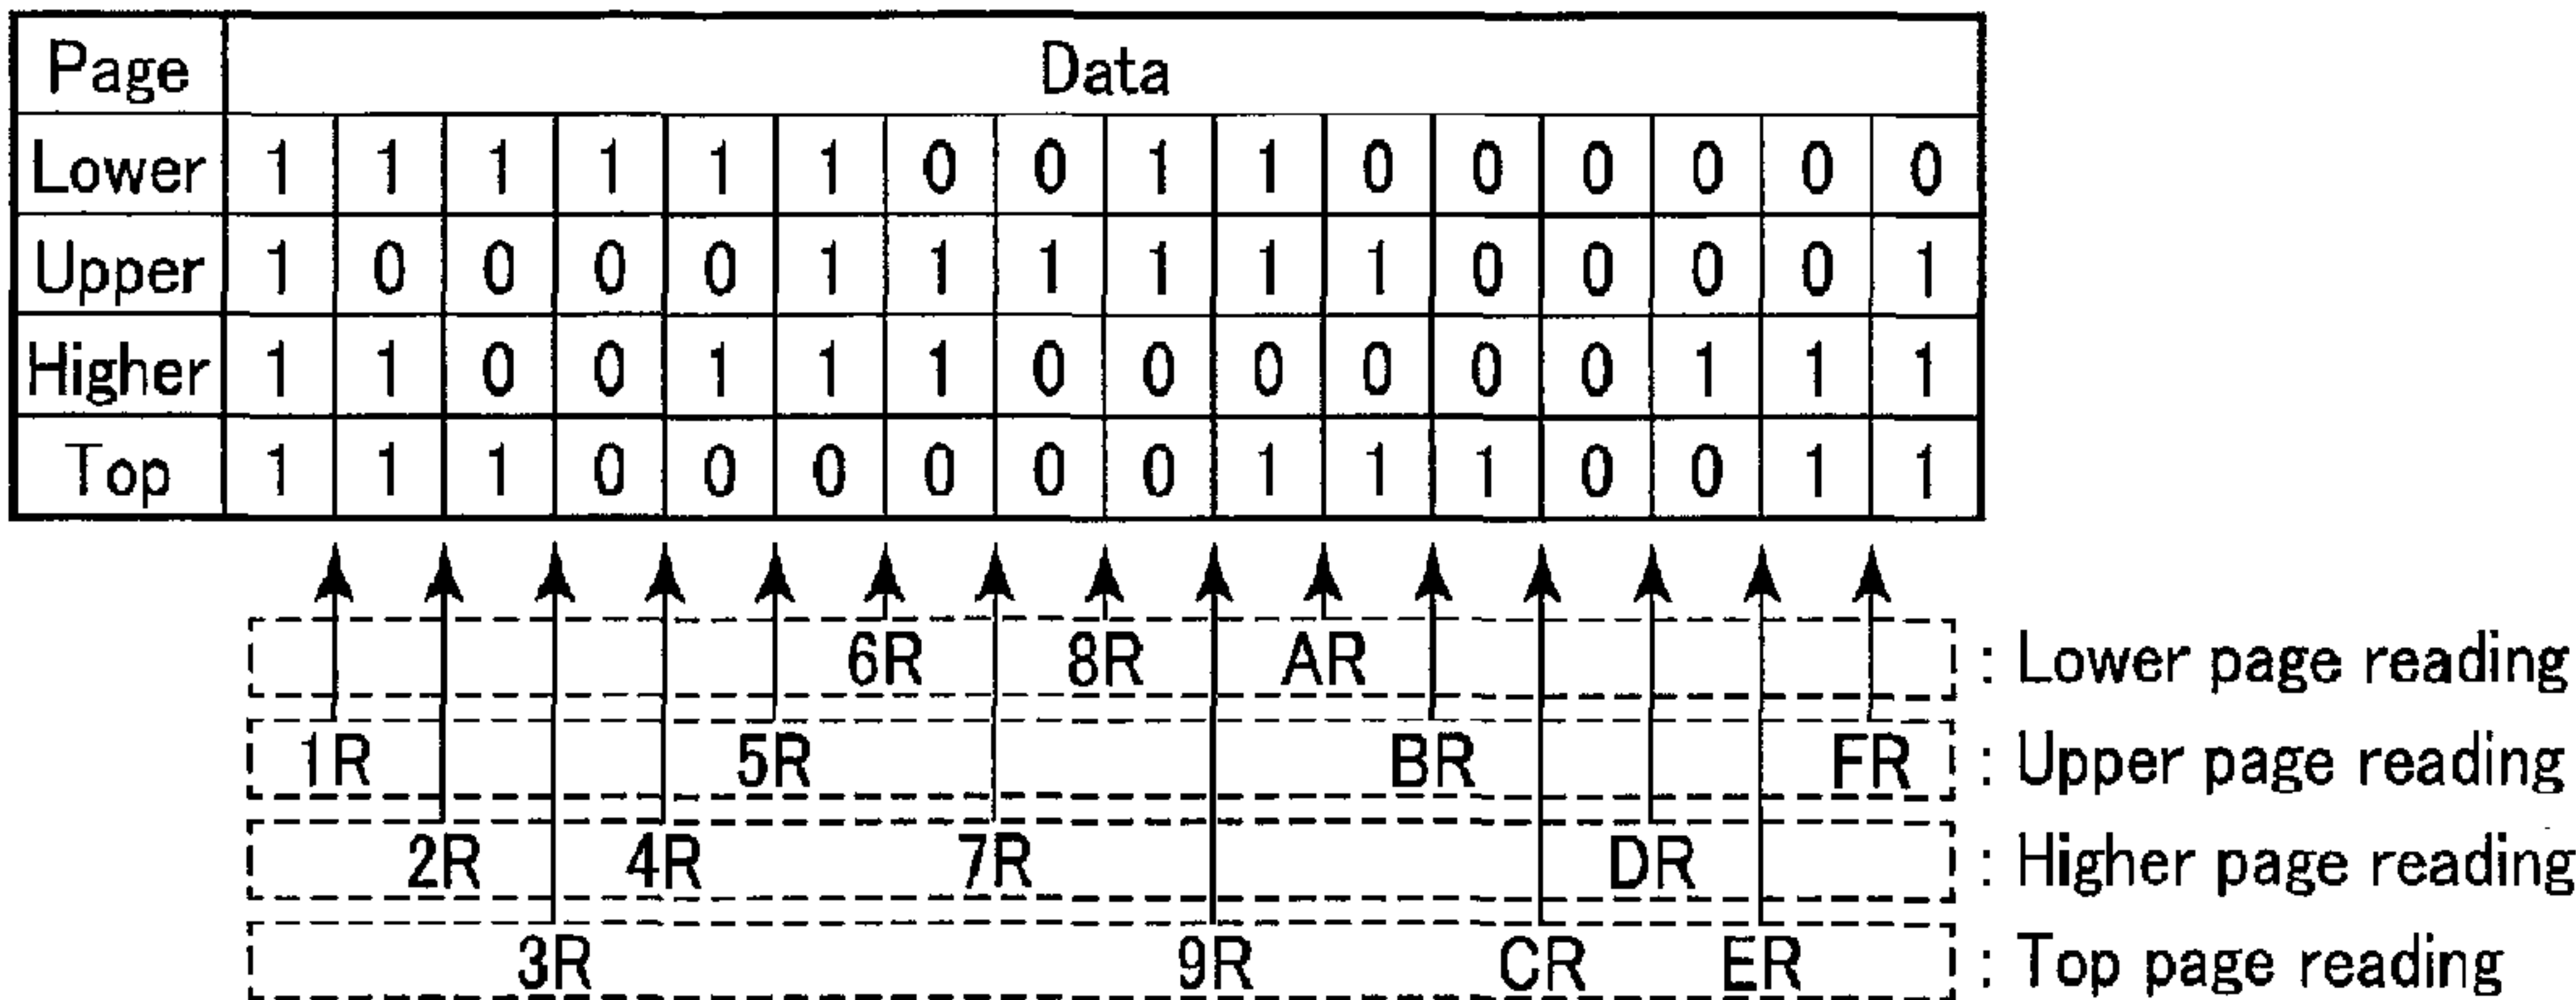 Page Data
Lower 1 1 1 1 1 1 0 0 1 1 0 0 0 0 0 0
Upper 1 0 0 0 0 1 1 1 1 1 1 0 0 0 0 1
Higher 1 1 0 0 1 1 1 0 0 0 0 0 0 1 1 1
Top 1 1 1 0 0 0 0 0 0 1 1 1 0 0 1 1
6R 8R AR : Lower page reading
1R 5R BR FR : Upper page reading
2R 4R 7R DR : Higher page reading
3R 9R CR ER : Top page reading